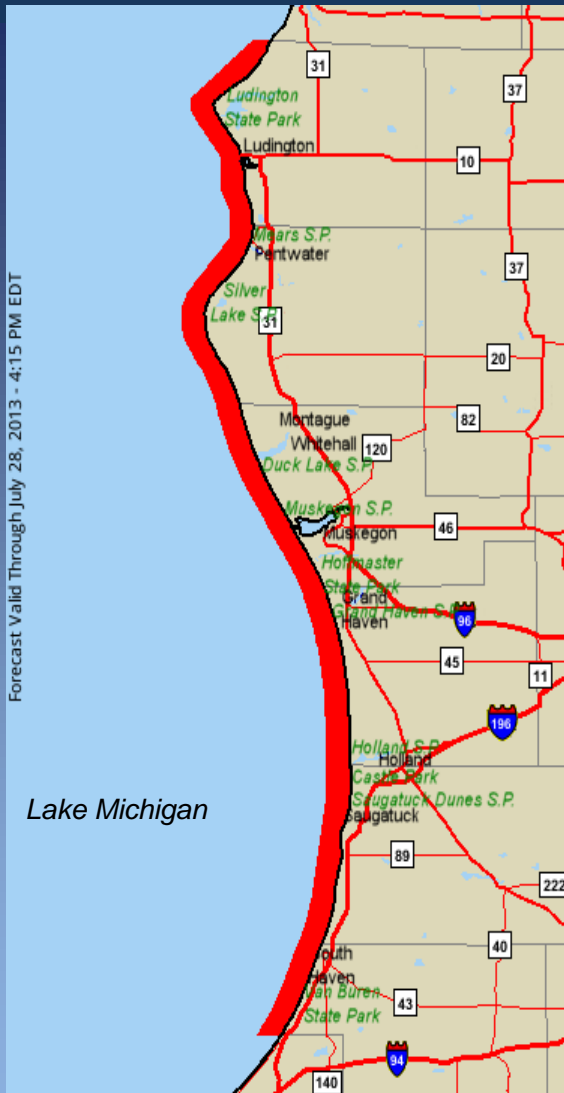 31
Ludington
State Park
37
Ludington
10
Mears S.P.
Pentwater
37
Silver
Lake S.P.
31
20
Montague
82
Whitehall
120
Duck Lake S.P.
Muskegon S.P.
46
Muskegon
Hoffmaster
State Park
Grand
Haven
Grand Haven S.P.
96
45
11
196
Holland S.P.
Holland
Castle Park
Saugatuck Dunes S.P.
Saugatuck
89
222
40
South
Haven
Van Buren
State Park
43
94
140
Lake Michigan
Forecast Valid Through July 28, 2013 - 4:15 PM EDT